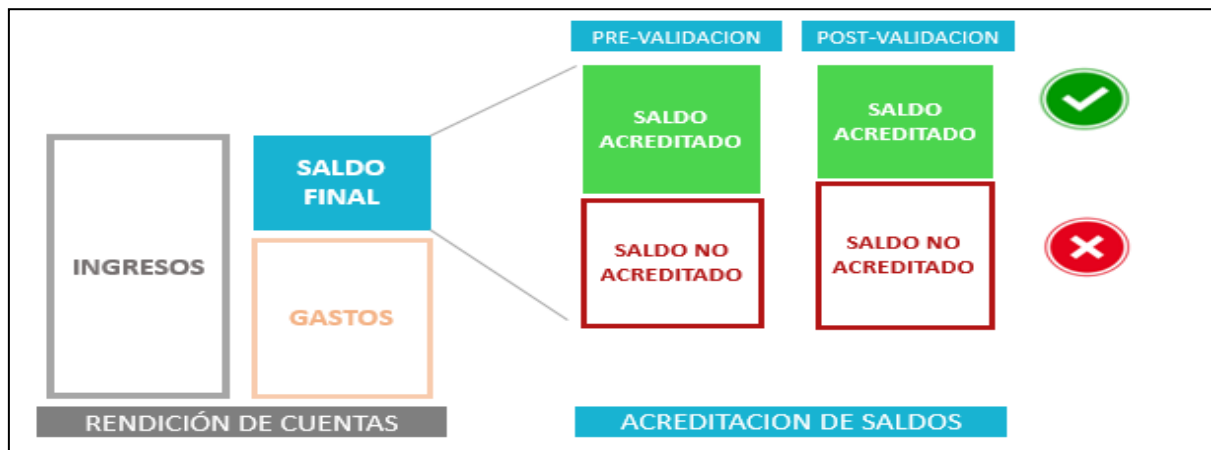 PRE-VALIDACION
POST-VALIDACION
SALDO
ACREDITADO
SALDO
ACREDITADO
SALDO
FINAL
INGRESOS
GASTOS
SALDO NO
ACREDITADO
SALDO NO
ACREDITADO
RENDICIÓN DE CUENTAS
ACREDITACION DE SALDOS